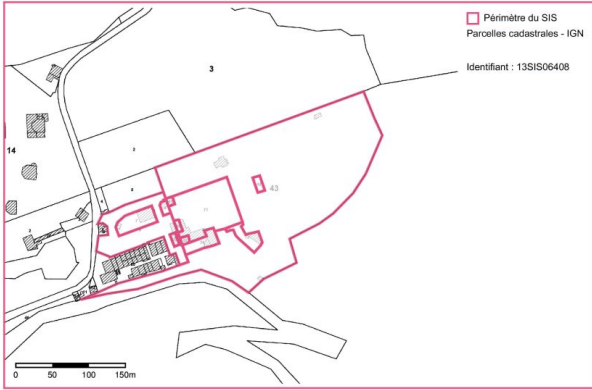 Périmètre du SIS
Parcelles cadastrales - IGN
Identifiant : 13SIS06408
3
14
43
0 50 100 150m